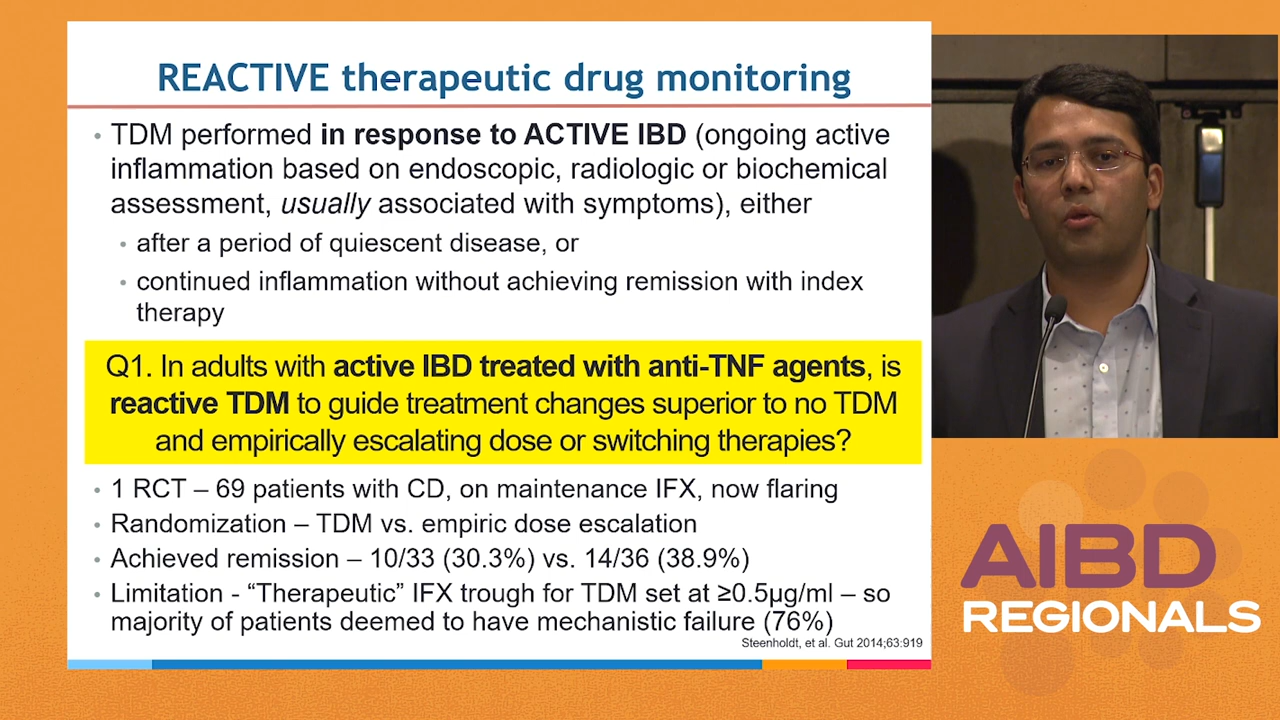 REACTIVE therapeutic drug monitoring
• TDM performed in response to ACTIVE IBD (ongoing active
inflammation based on endoscopic, radiologic or biochemical
assessment, usually associated with symptoms), either
• after a period of quiescent disease, or
• continued inflammation without achieving remission with index
therapy
Q1. In adults with active IBD treated with anti-TNF agents, is
reactive TDM to guide treatment changes superior to no TDM
and empirically escalating dose or switching therapies?
• 1 RCT – 69 patients with CD, on maintenance IFX, now flaring
• Randomization – TDM vs. empiric dose escalation
• Achieved remission – 10/33 (30.3%) vs. 14/36 (38.9%)
• Limitation - “Therapeutic” IFX trough for TDM set at ≥0.5µg/ml – so
majority of patients deemed to have mechanistic failure (76%)
Steenholdt, et al. Gut 2014;63:919
AIBD
REGIONALS